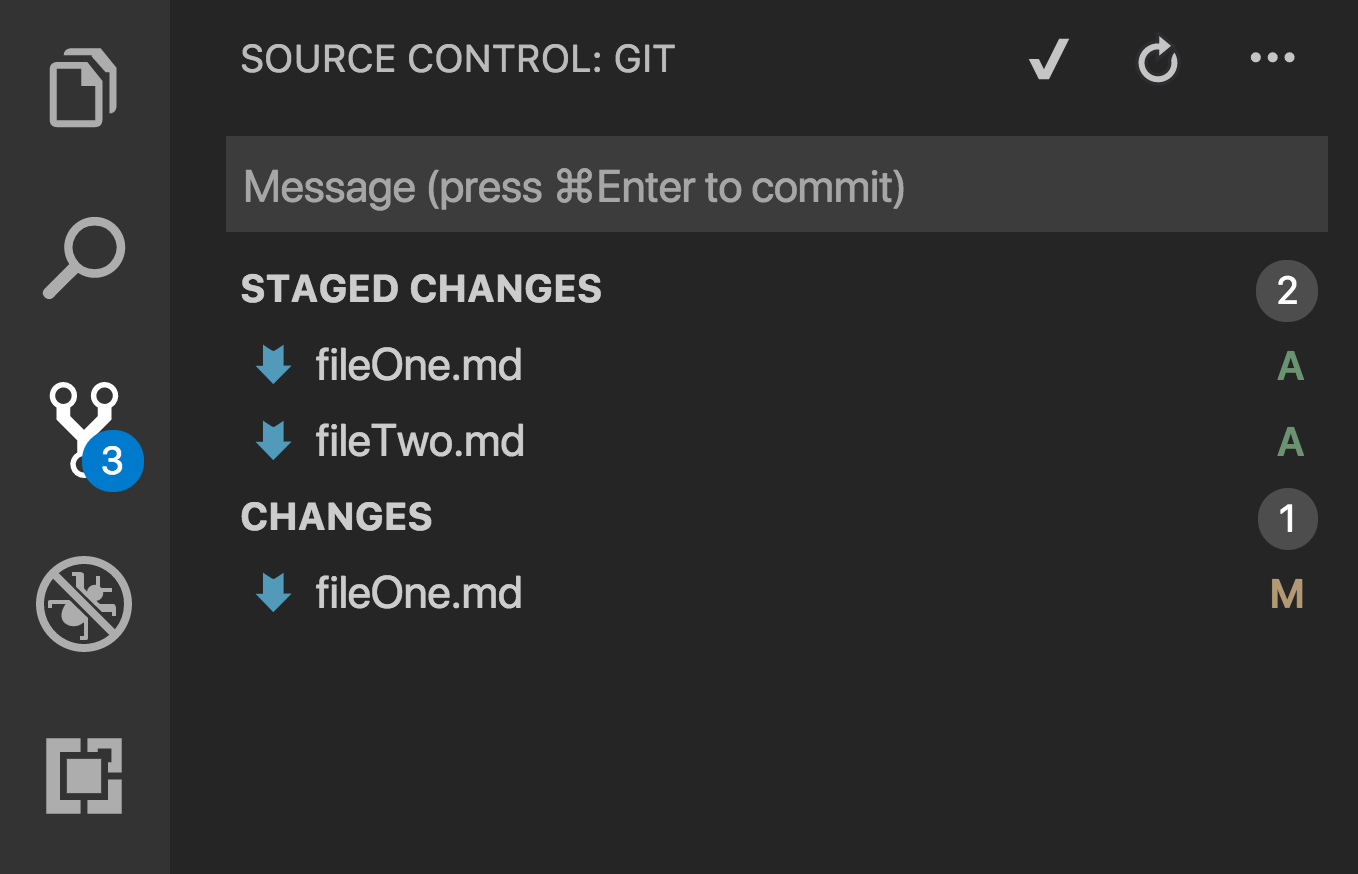 SOURCE CONTROL: GIT
Message (press ⌘Enter to commit)
STAGED CHANGES 2
fileOne.md A
fileTwo.md A
3
CHANGES 1
fileOne.md M